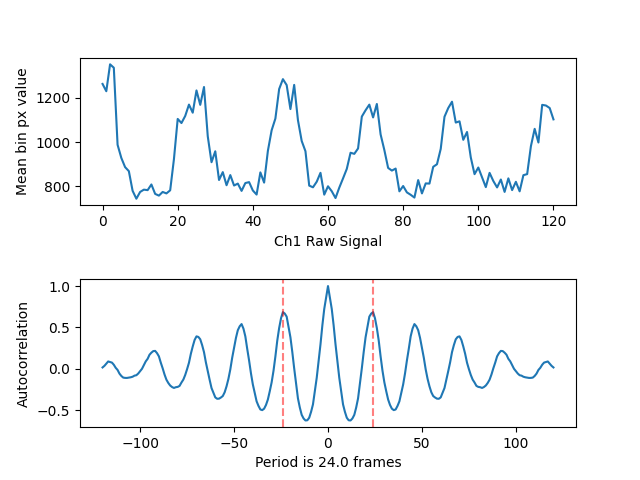 Mean bin px value
1200
1000
800
0 20 40 60 80 100 120
Ch1 Raw Signal
Autocorrelation
1.0
0.5
0.0
−0.5
−100 −50 0 50 100
Period is 24.0 frames